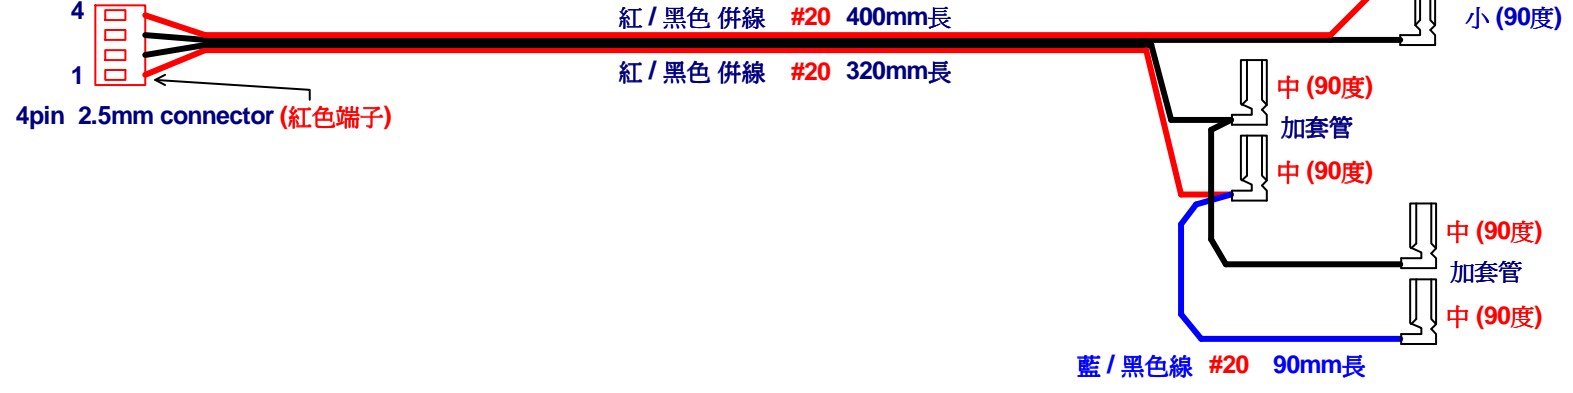 4
紅 / 黑色 併線 #20 400mm長
小 (90度)
1
紅 / 黑色 併線 #20 320mm長
4pin 2.5mm connector (紅色端子)
中 (90度)
加套管
中 (90度)
中 (90度)
加套管
中 (90度)
藍 / 黑色線 #20 90mm長